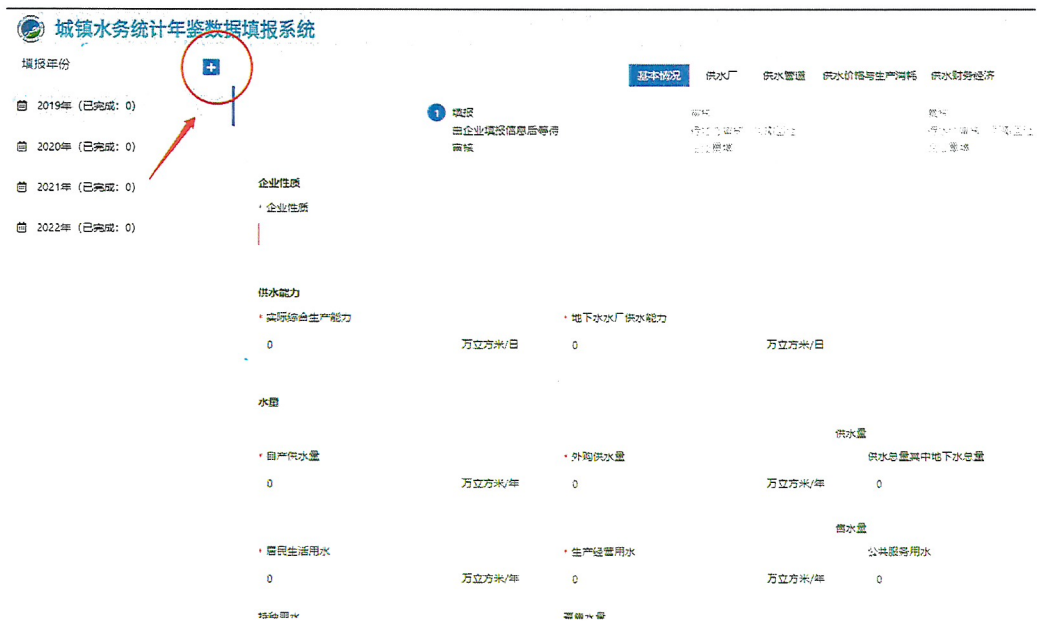 城镇水务统计年鉴数据填报系统
填报年份
基本情况 供水厂 供水管道 供水价格与生产消耗 供水财务经济
2019年（已完成：0）
2020年（已完成：0）
2021年（已完成：0）
2022年（已完成：0）
1 填报
由企业填报信息后等待
审核
企业性质
* 企业性质
供水能力
* 实际综合生产能力 * 地下水水厂供水能力
0 万立方米/日 0 万立方米/日
水量
供水量
* 自产供水量 * 外购供水量 供水总量其中地下水总量
0 万立方米/年 0 万立方米/年 0
售水量
* 居民生活用水 * 生产经营用水 公共服务用水
0 万立方米/年 0 万立方米/年 0
特种用水